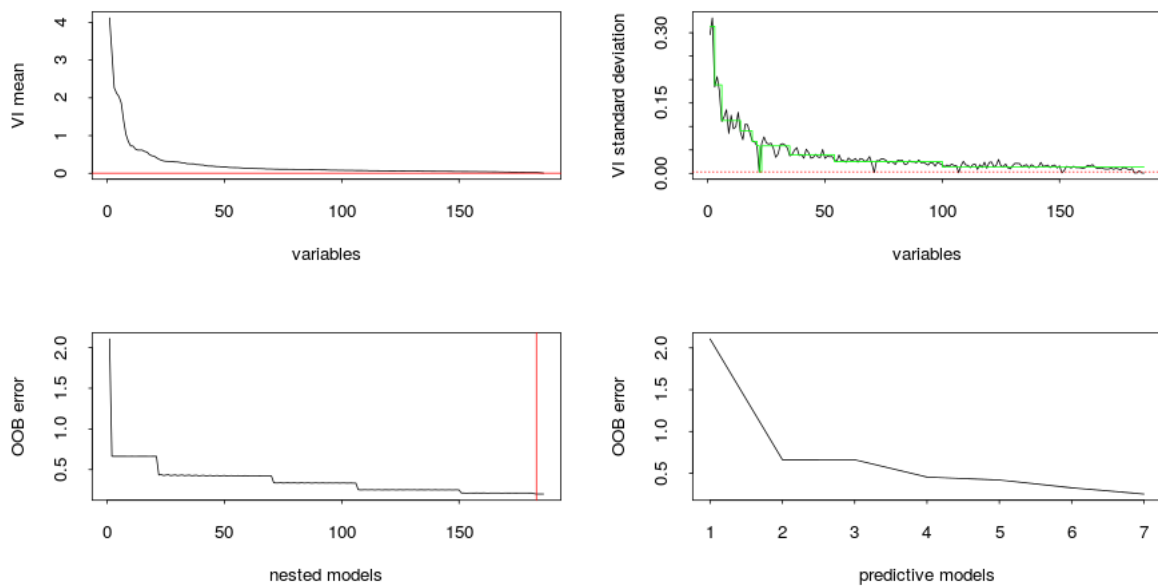 VI mean
4
3
2
1
0
0 50 100 150
variables
VI standard deviation
0.30
0.15
0.00
0 50 100 150
variables
OOB error
2.0
1.5
1.0
0.5
0 50 100 150
nested models
OOB error
2.0
1.5
1.0
0.5
1 2 3 4 5 6 7
predictive models